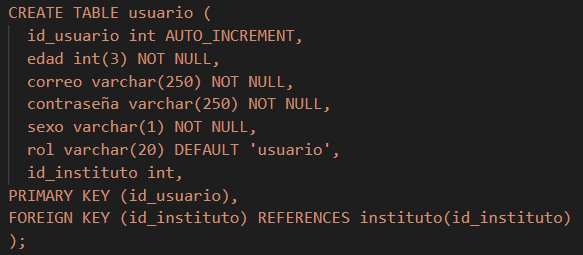 CREATE TABLE usuario (
id_usuario int AUTO_INCREMENT,
edad int(3) NOT NULL,
correo varchar(250) NOT NULL,
contraseña varchar(250) NOT NULL,
sexo varchar(1) NOT NULL,
rol varchar(20) DEFAULT 'usuario',
id_instituto int,
PRIMARY KEY (id_usuario),
FOREIGN KEY (id_instituto) REFERENCES instituto(id_instituto)
);